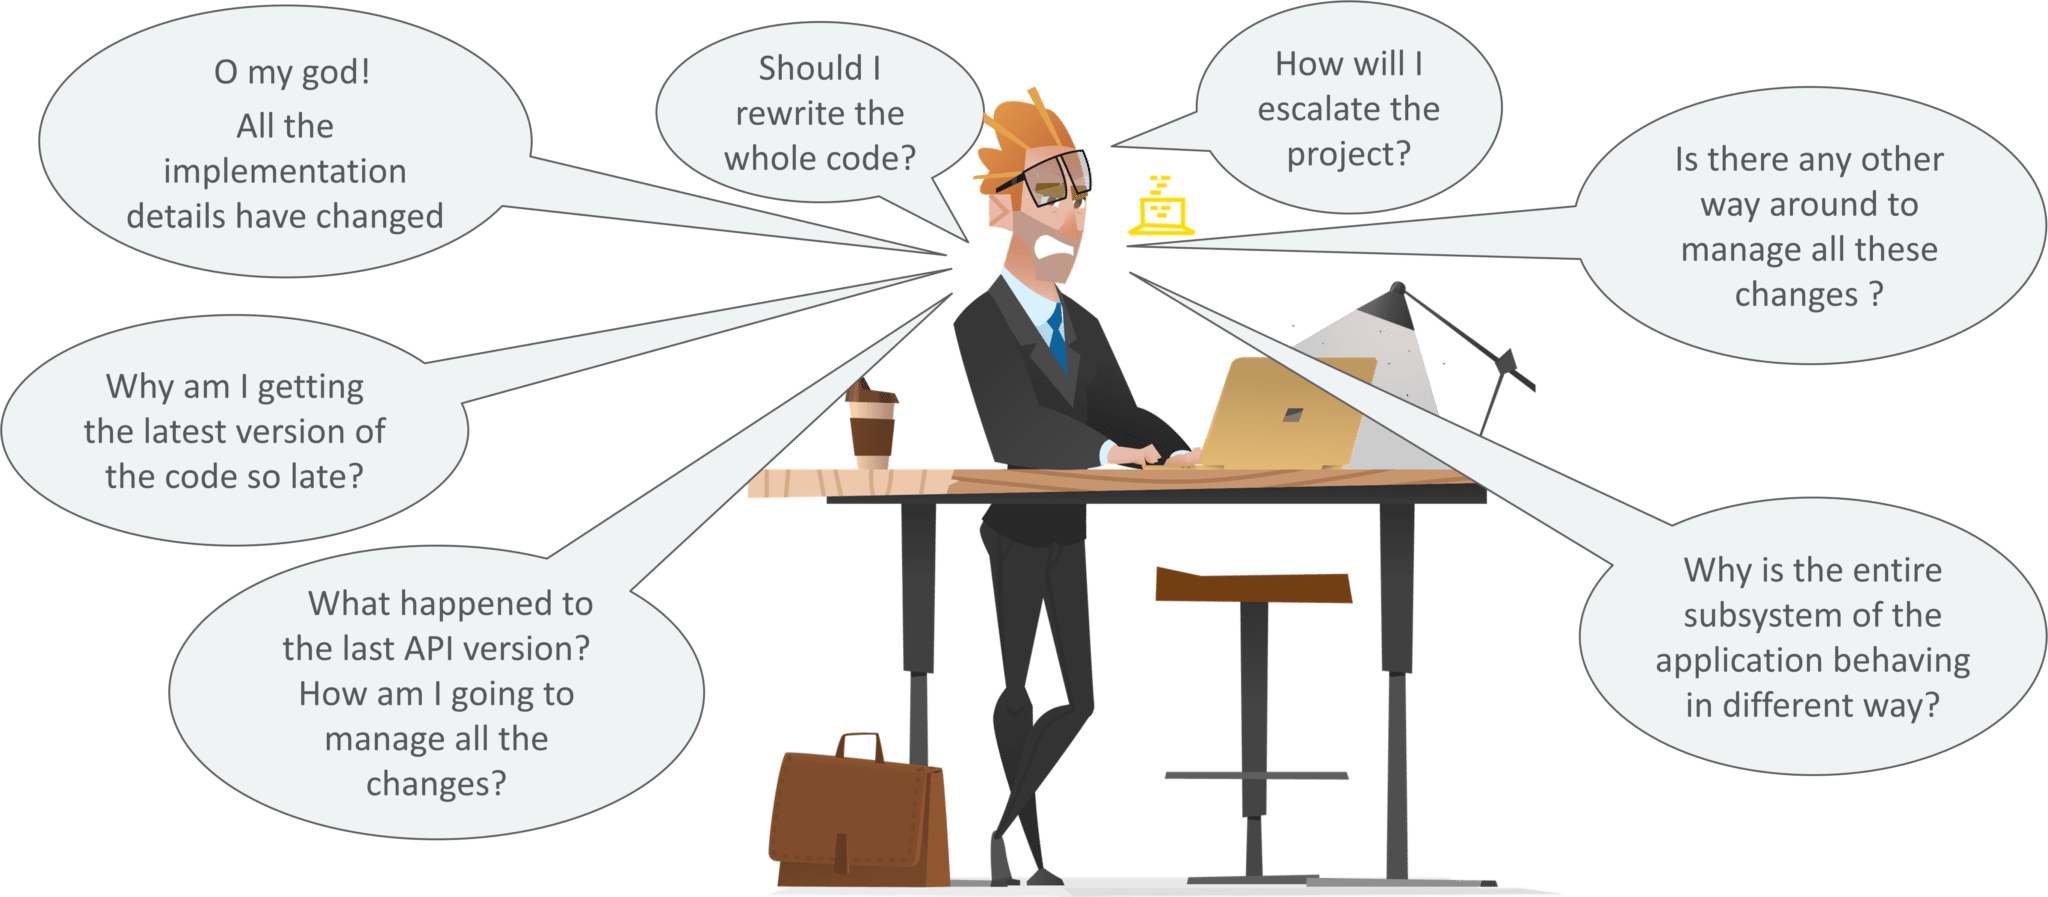 O my god!
All the
implementation
details have changed
Should I
rewrite the
whole code?
How will I
escalate the
project?
Is there any other
way around to
manage all these
changes ?
Why am I getting
the latest version of
the code so late?
What happened to
the last API version?
How am I going to
manage all the
changes?
Why is the entire
subsystem of the
application behaving
in different way?